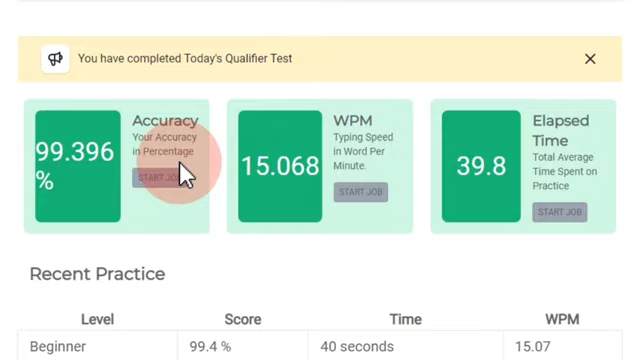 You have completed Today's Qualifier Test
99.396
%
Accuracy
Your Accuracy
in Percentage
START JOB
15.068
WPM
Typing Speed
in Word Per
Minute.
START JOB
39.8
Elapsed
Time
Total Average
Time Spent on
Practice
START JOB
Recent Practice
Level Score Time WPM
Beginner 99.4 % 40 seconds 15.07